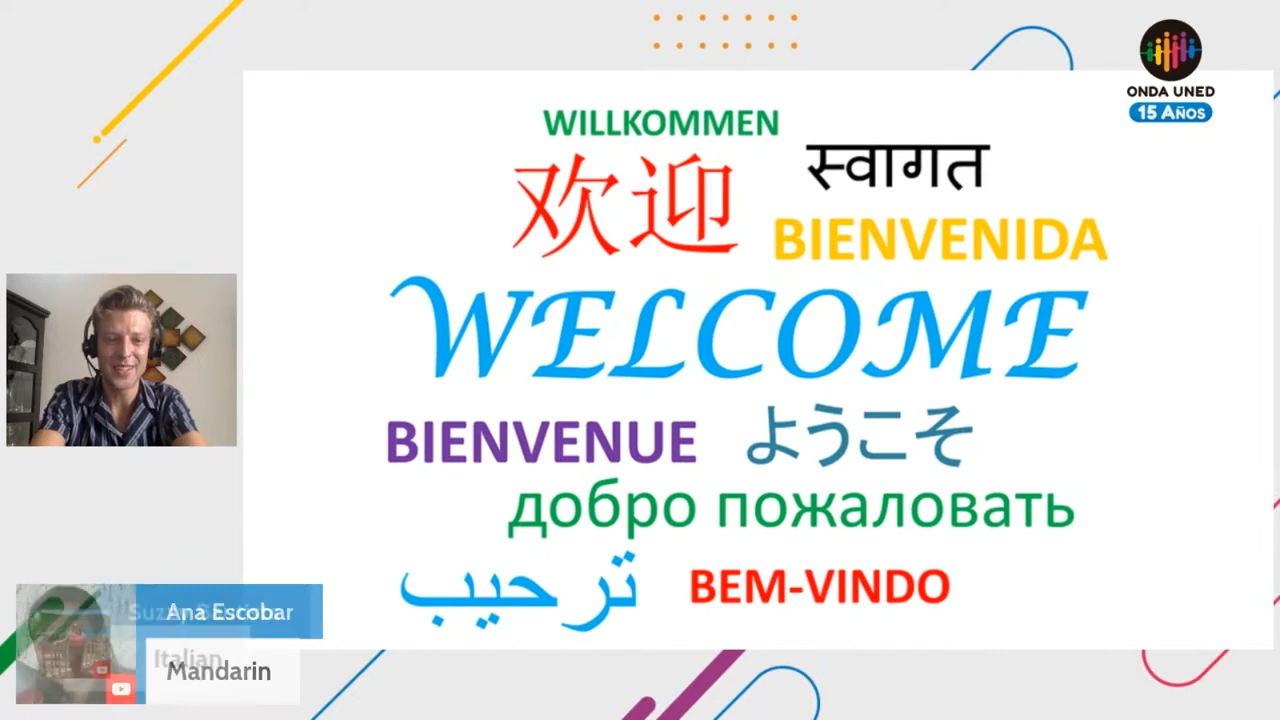 ONDA UNED
15 AÑOS
WILLKOMMEN
欢迎
स्वागत
BIENVENIDA
WELCOME
BIENVENUE
ようこそ
добро пожаловать
ترحيب
BEM-VINDO
Ana Escobar
Italian
Mandarin